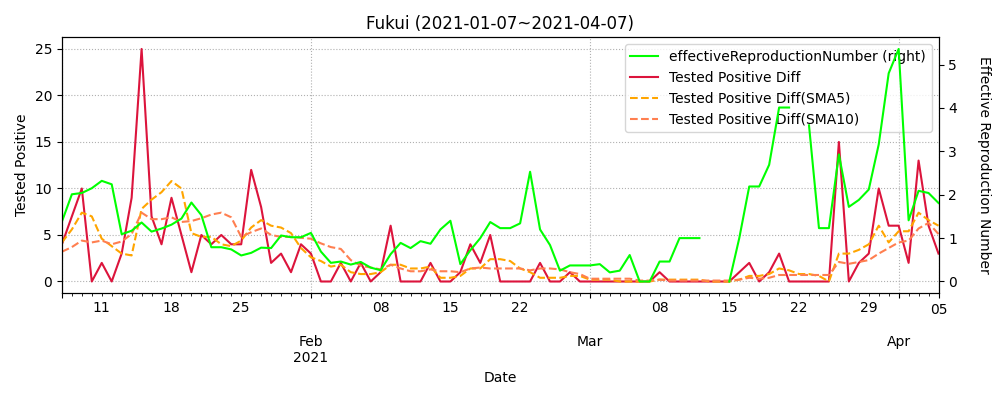 Fukui (2021-01-07~2021-04-07)
effectiveReproductionNumber (right)
Tested Positive Diff
Tested Positive Diff(SMA5)
Tested Positive Diff(SMA10)
Tested Positive
25
20
15
10
5
0
Effective Reproduction Number
5
4
3
2
1
0
11 18 25 08 15 22 08 15 22 29 05
Feb Mar Apr
2021
Date